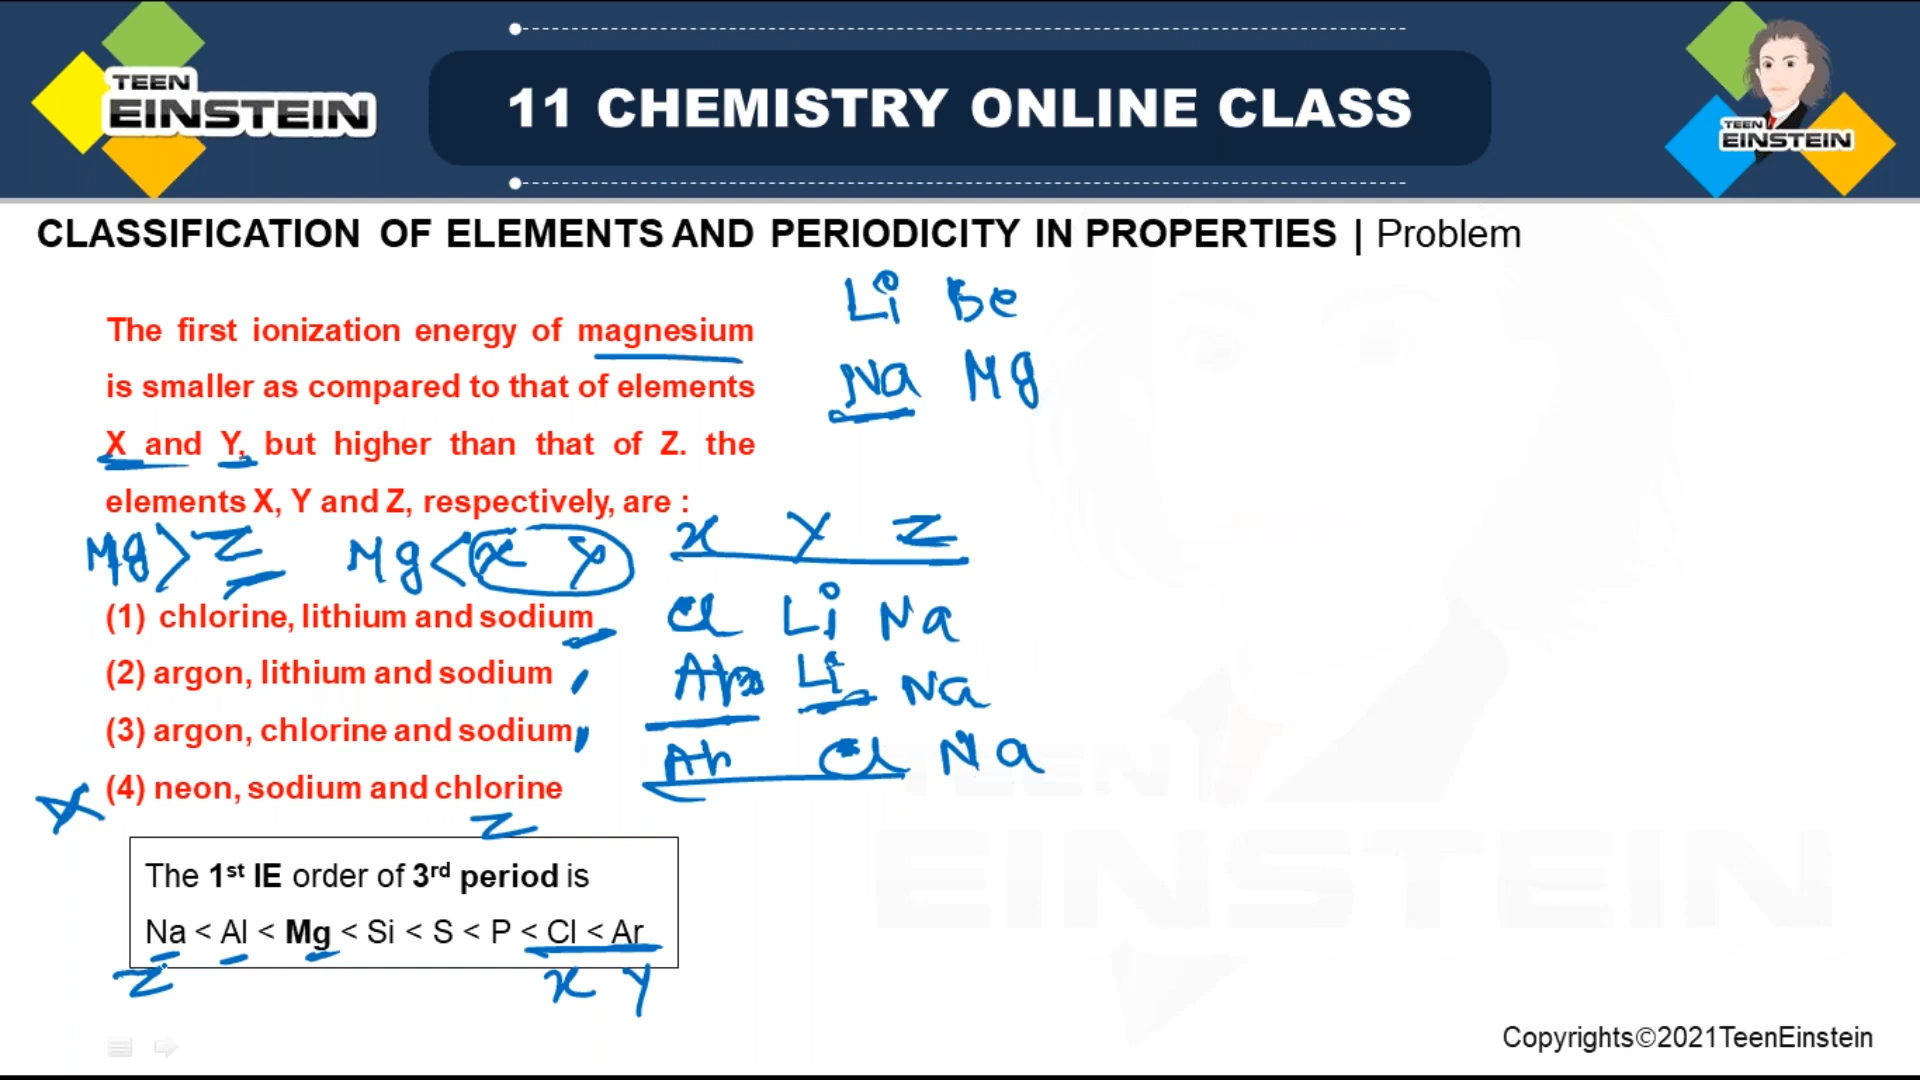 TEEN
EINSTEIN
11 CHEMISTRY ONLINE CLASS
TEEN
EINSTEIN
CLASSIFICATION OF ELEMENTS AND PERIODICITY IN PROPERTIES | Problem
Li Be
The first ionization energy of magnesium
Na Mg
is smaller as compared to that of elements
X and Y, but higher than that of Z. the
elements X, Y and Z, respectively, are :
Mg > Z Mg < x y
x y Z
(1) chlorine, lithium and sodium
Cl Li Na
(2) argon, lithium and sodium
Li Na
(3) argon, chlorine and sodium
Ar Cl Na
(4) neon, sodium and chlorine
Z
The 1st IE order of 3rd period is
Na < Al < Mg < Si < S < P < Cl < Ar
Z x y
TEEN
EINSTEIN
Copyrights©2021TeenEinstein